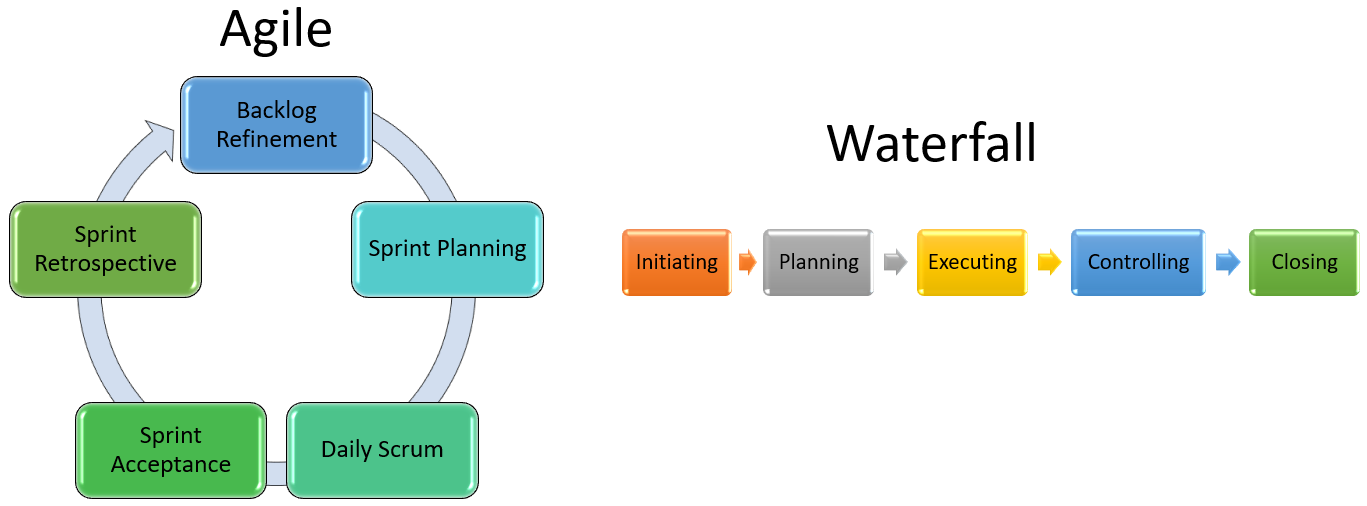 Agile
Backlog
Refinement
Sprint Planning
Daily Scrum
Sprint
Acceptance
Sprint
Retrospective
Waterfall
Initiating
Planning
Executing
Controlling
Closing